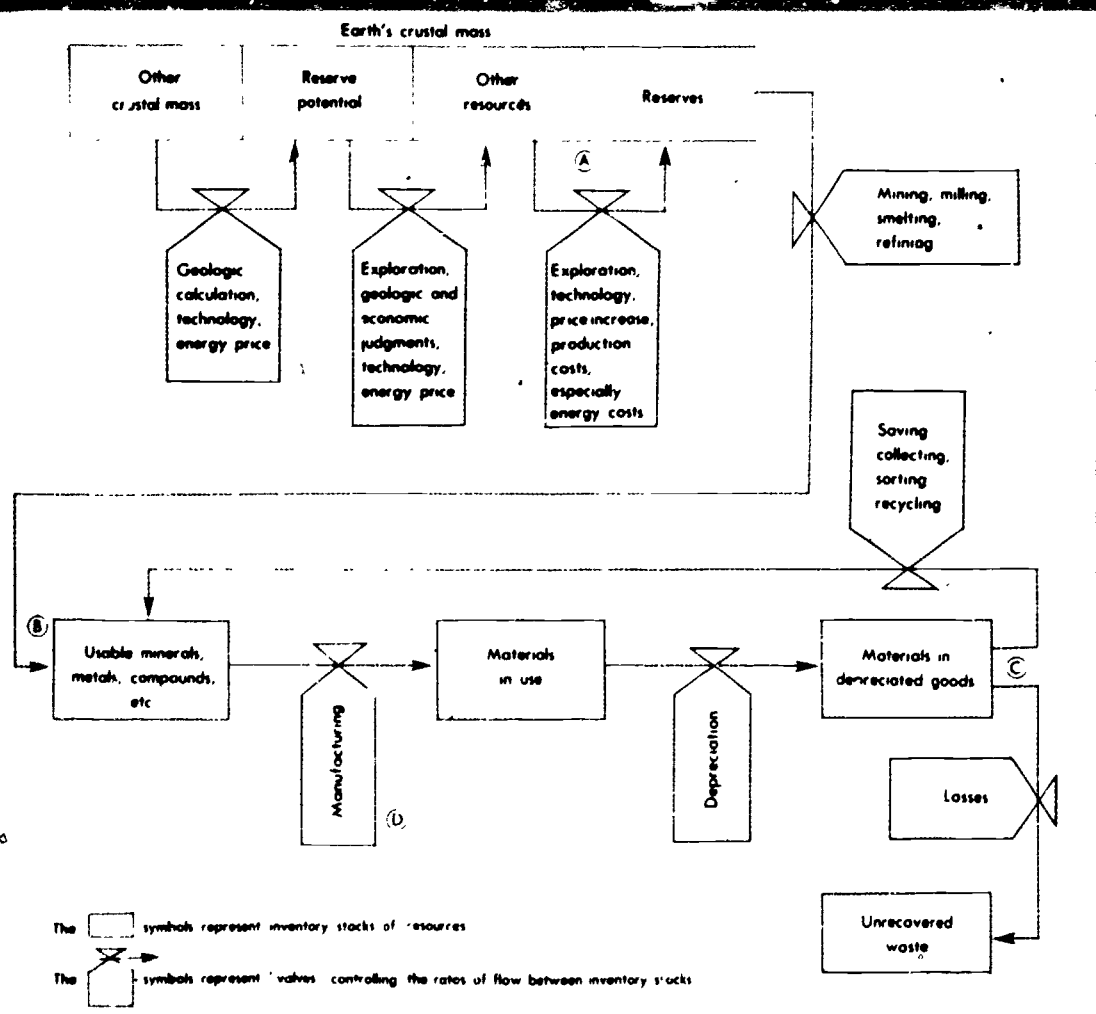 Earth's crustal mass
Other
crustal mass
Reserve
potential
Other
resources
Reserves
Ⓐ
Mining, milling,
smelting,
refining
Geologic
calculation,
technology,
energy price
Exploration,
geologic and
economic
judgments,
technology,
energy price
Exploration,
technology,
price increase,
production
costs,
especially
energy costs
Saving
collecting,
sorting
recycling
Ⓑ
Usable minerals,
metals, compounds,
etc
Manufacturing
Ⓓ
Materials
in use
Depreciation
Materials in
depreciated goods
Ⓒ
Losses
Unrecovered
waste
The symbols represent inventory stacks of resources
The symbols represent 'valves controlling the rates of flow between inventory stacks